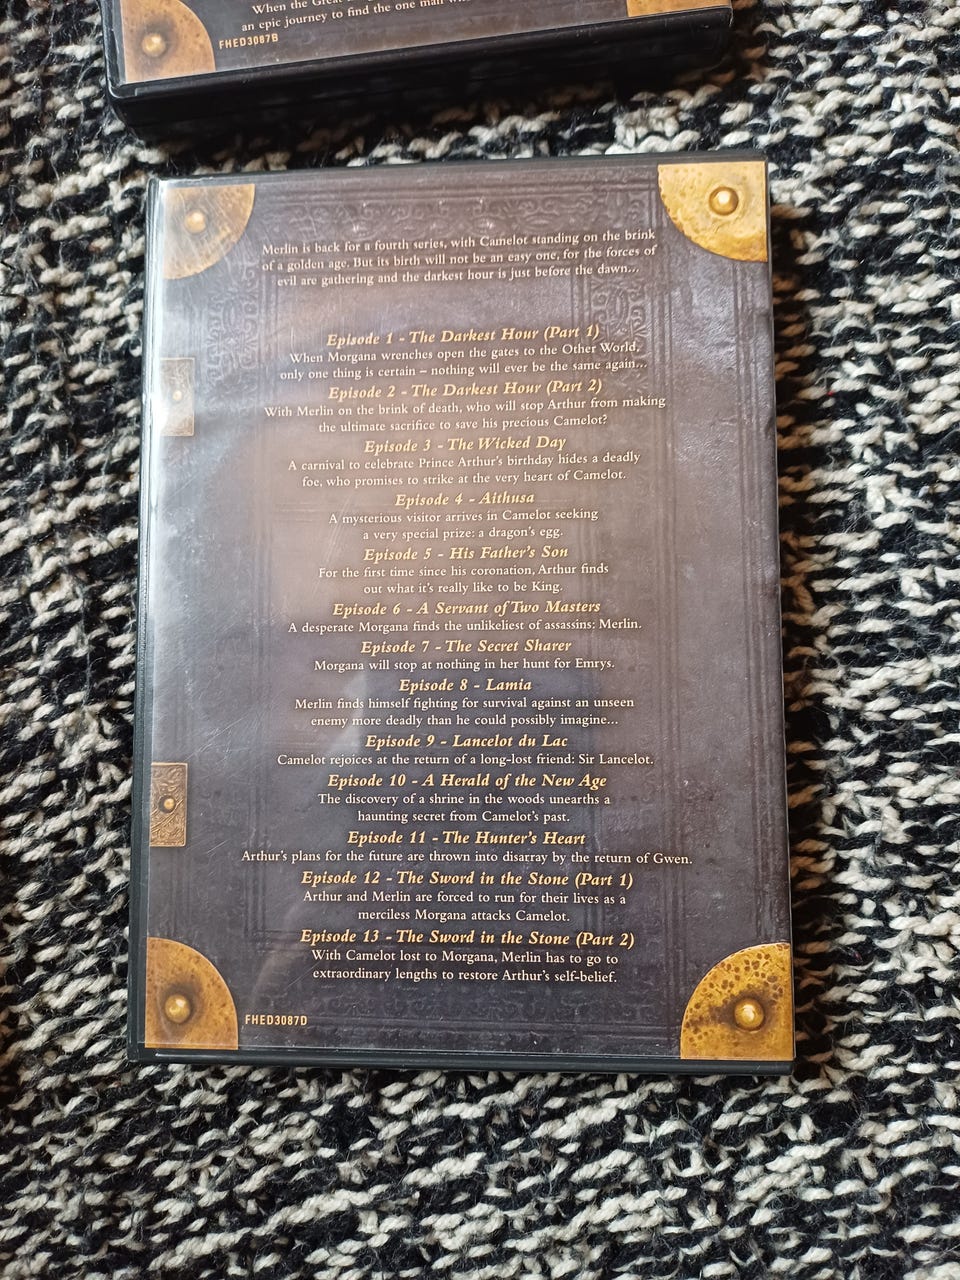 When the Great
an epic journey to find the one man
FHED3087B
Merlin is back for a fourth series, with Camelot standing on the brink
of a golden age. But its birth will not be an easy one, for the forces of
evil are gathering and the darkest hour is just before the dawn...
Episode 1 - The Darkest Hour (Part 1)
When Morgana wrenches open the gates to the Other World,
only one thing is certain – nothing will ever be the same again...
Episode 2 - The Darkest Hour (Part 2)
With Merlin on the brink of death, who will stop Arthur from making
the ultimate sacrifice to save his precious Camelot?
Episode 3 - The Wicked Day
A carnival to celebrate Prince Arthur's birthday hides a deadly
foe, who promises to strike at the very heart of Camelot.
Episode 4 - Aithusa
A mysterious visitor arrives in Camelot seeking
a very special prize: a dragon's egg.
Episode 5 - His Father's Son
For the first time since his coronation, Arthur finds
out what it's really like to be King.
Episode 6 - A Servant of Two Masters
A desperate Morgana finds the unlikeliest of assassins: Merlin.
Episode 7 - The Secret Sharer
Morgana will stop at nothing in her hunt for Emrys.
Episode 8 - Lamia
Merlin finds himself fighting for survival against an unseen
enemy more deadly than he could possibly imagine...
Episode 9 - Lancelot du Lac
Camelot rejoices at the return of a long-lost friend: Sir Lancelot.
Episode 10 - A Herald of the New Age
The discovery of a shrine in the woods unearths a
haunting secret from Camelot's past.
Episode 11 - The Hunter's Heart
Arthur's plans for the future are thrown into disarray by the return of Gwen.
Episode 12 - The Sword in the Stone (Part 1)
Arthur and Merlin are forced to run for their lives as a
merciless Morgana attacks Camelot.
Episode 13 - The Sword in the Stone (Part 2)
With Camelot lost to Morgana, Merlin has to go to
extraordinary lengths to restore Arthur's self-belief.
FHED3087D